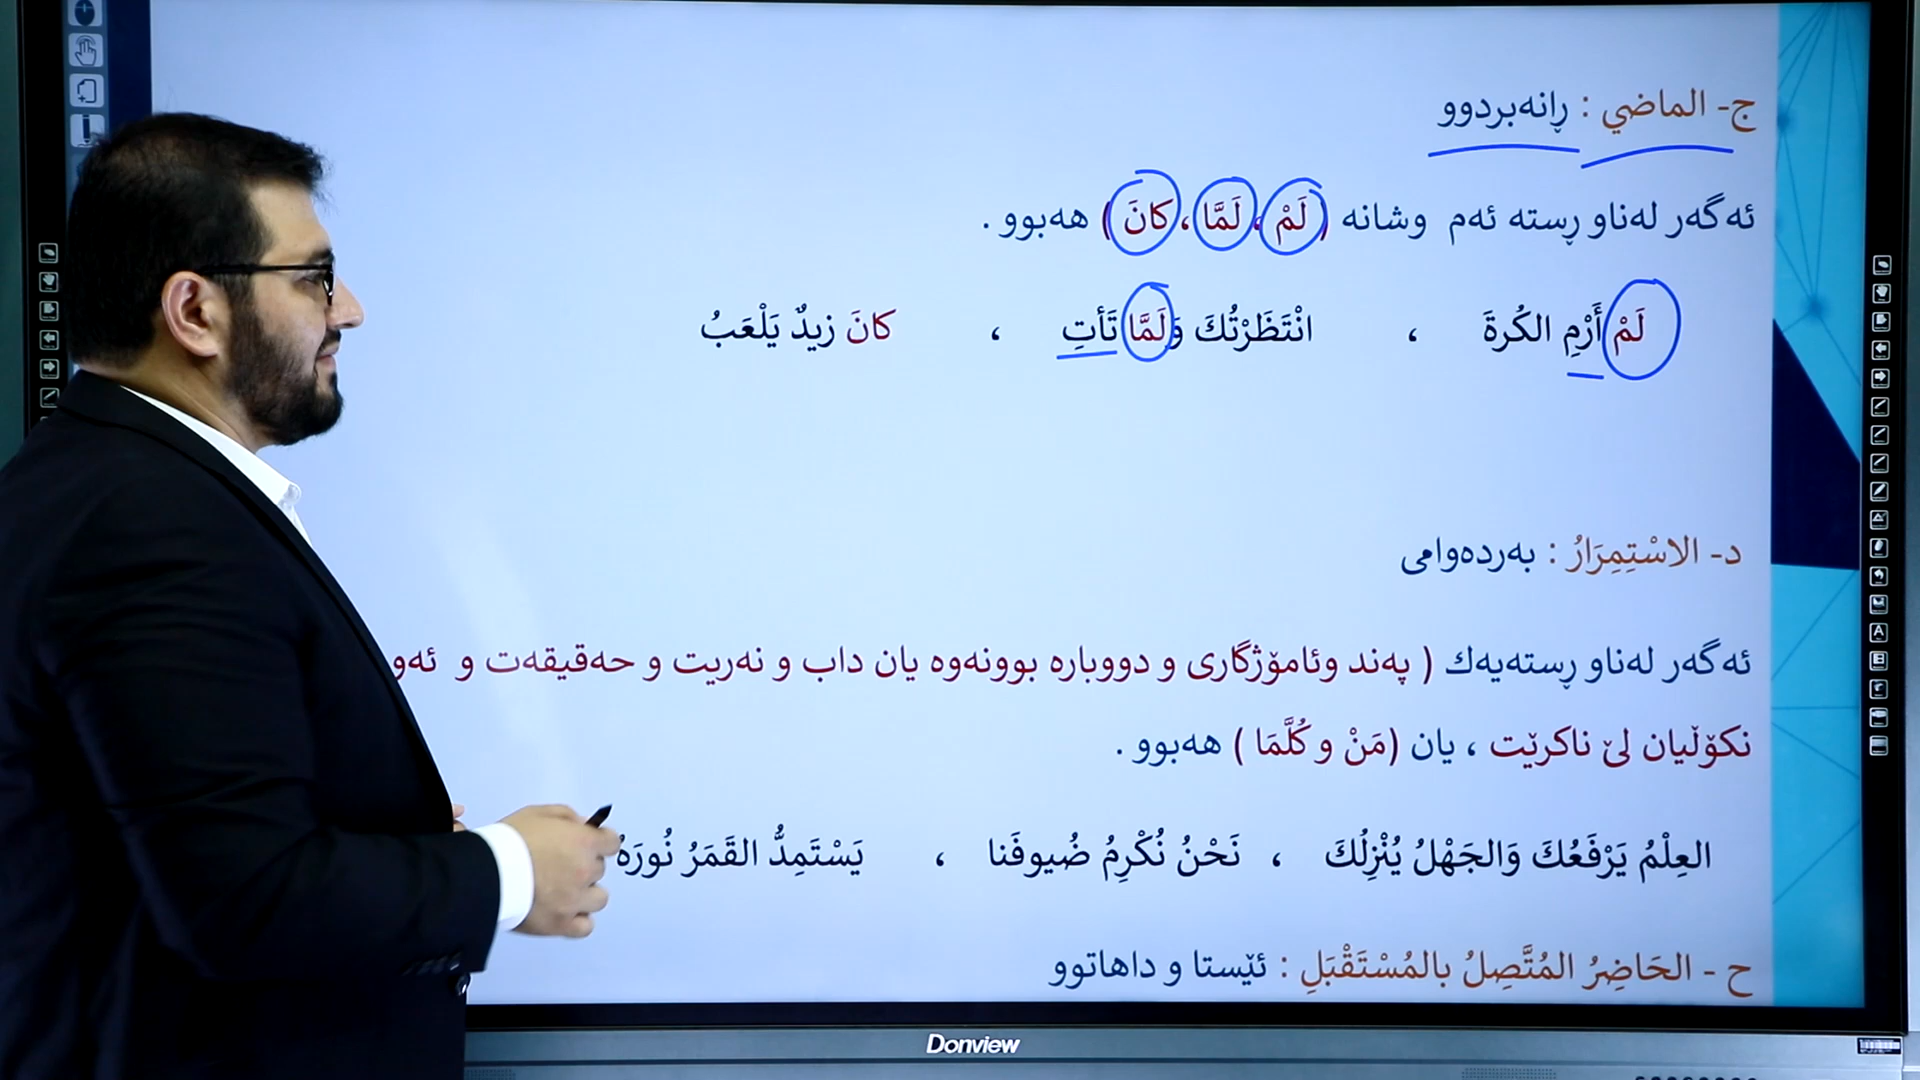 ج- الماضي : ڕانەبردوو
ئەگەر لەناو ڕستە ئەم وشانە ( لَمْ ، لَمَّا ، كانَ ) هەبوو .
لَمْ أَرْمِ الكُرةَ ، انْتَظَرْتُكَ وَلَمَّا تَأتِ ، كانَ زيدٌ يَلْعَبُ
د- الاسْتِمِرَارُ : بەردەوامی
ئەگەر لەناو ڕستەیەك ( پەند وئامۆژگاری و دووبارە بوونەوە یان داب و نەریت و حەقیقەت و ئەو
نكۆڵیان لێ ناكرێت ، یان (مَنْ و كُلَّمَا ) هەبوو .
العِلْمُ يَرْفَعُكَ وَالجَهْلُ يُنْزِلُكَ ، نَحْنُ نُكْرِمُ ضُيوفَنا ، يَسْتَمِدُّ القَمَرُ نُورَهُ
ح - الحَاضِرُ المُتَّصِلُ بالمُسْتَقْبَلِ : ئێستا و داهاتوو
Donview